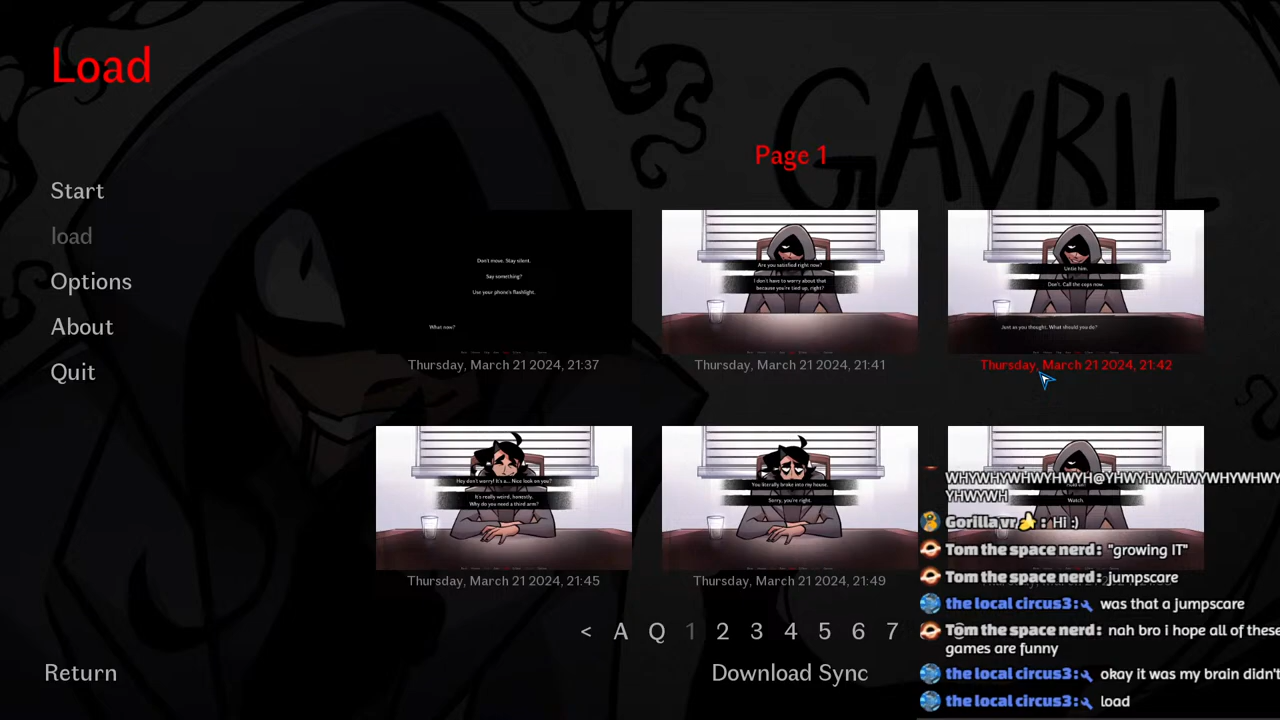 Load
GAVRIL
Page 1
Start
load
Options
About
Quit
Don't move. Stay silent.
Say something?
Use your phone's flashlight.
What now?
Thursday, March 21 2024, 21:37
Are you satisfied right now?
I don't have to worry about that
because you're tied up, right?
Thursday, March 21 2024, 21:41
Untie him.
Don't. Call the cops now.
Just as you thought. What should you do?
Thursday, March 21 2024, 21:42
Hey don't worry! It's a... Nice look on you?
It's really weird, honestly.
Why do you need a third arm?
Thursday, March 21 2024, 21:45
You literally broke into my house.
Sorry, you're right.
Thursday, March 21 2024, 21:49
Watch.
WHYWHYWHWYHWYH@YHWYHWYHWYWHYWHY
YHWYWH
Gorilla vr: Hi :)
Tom the space nerd: "growing IT"
Tom the space nerd: jumpscare
the local circus3: was that a jumpscare
Tom the space nerd: nah bro i hope all of these
games are funny
the local circus3: okay it was my brain didn't
the local circus3: load
< A Q 1 2 3 4 5 6 7
Return
Download Sync